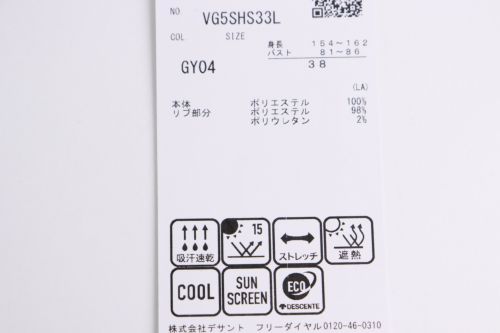 NO VG5SHS33L
COL. SIZE
身長 154～162
バスト 81～86
GY04 38
(LA)
本体 ポリエステル 100%
リブ部分 ポリエステル 98%
ポリウレタン 2%
15
吸汗速乾 ストレッチ 遮熱
COOL SUN SCREEN ECO DESCENTE
株式会社デサント フリーダイヤル0120-46-0310